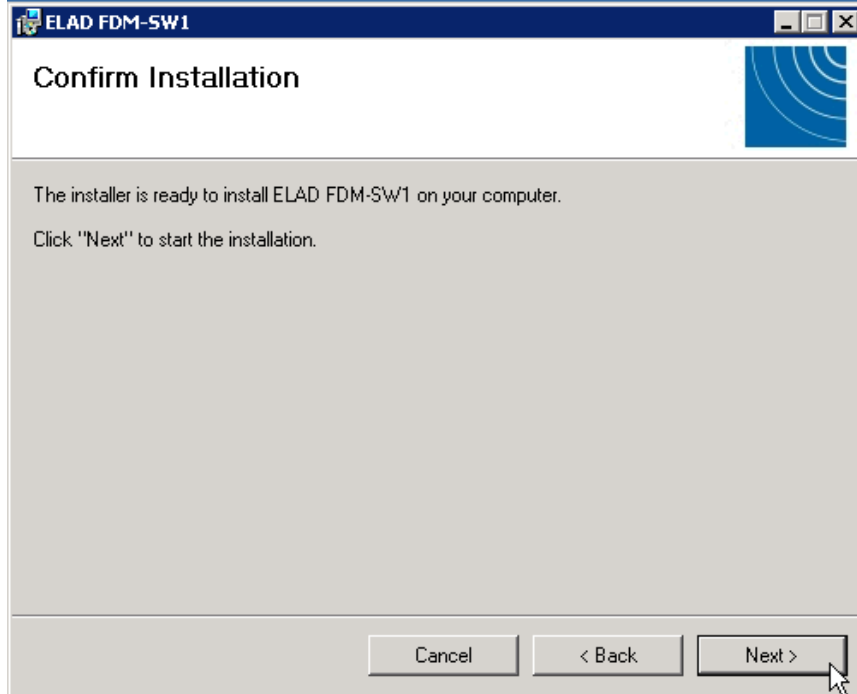 ELAD FDM-SW1
Confirm Installation
The installer is ready to install ELAD FDM-SW1 on your computer.
Click "Next" to start the installation.
Cancel
< Back
Next >